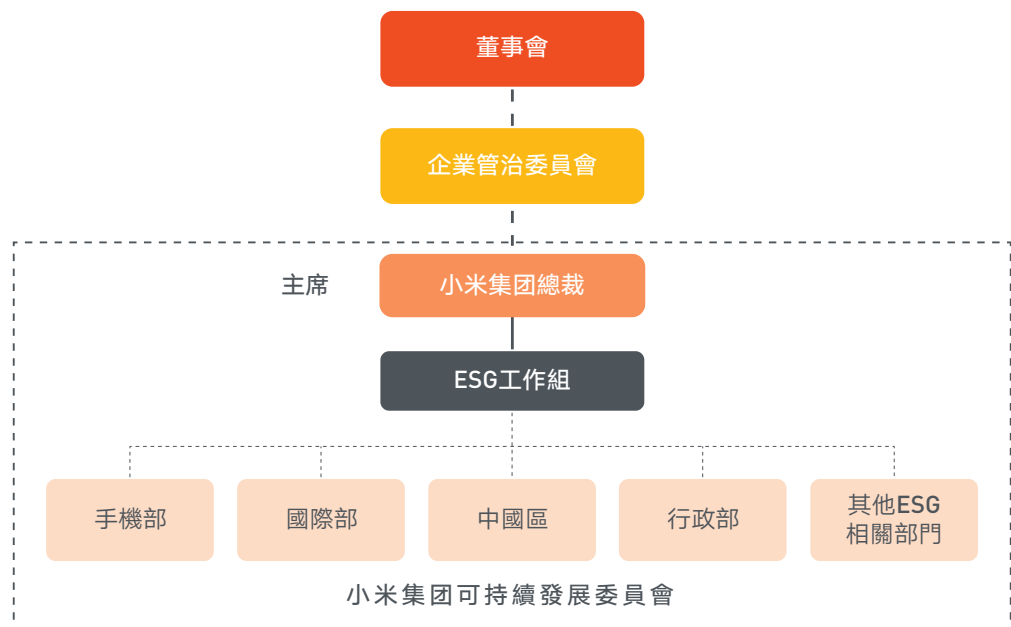 董事會
企業管治委員會
主席
小米集团總裁
ESG工作組
手機部
國際部
中國區
行政部
其他ESG
相關部門
小米集团可持續發展委員會